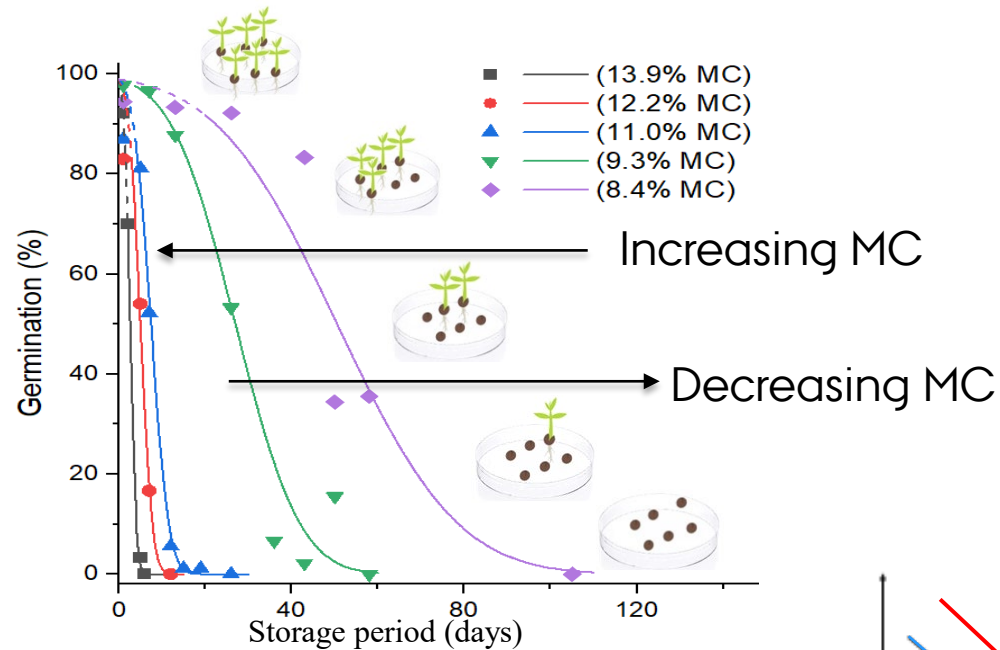 100
80
60
40
20
0
Germination (%)
(13.9% MC)
(12.2% MC)
(11.0% MC)
(9.3% MC)
(8.4% MC)
Increasing MC
Decreasing MC
0 40 80 120
Storage period (days)